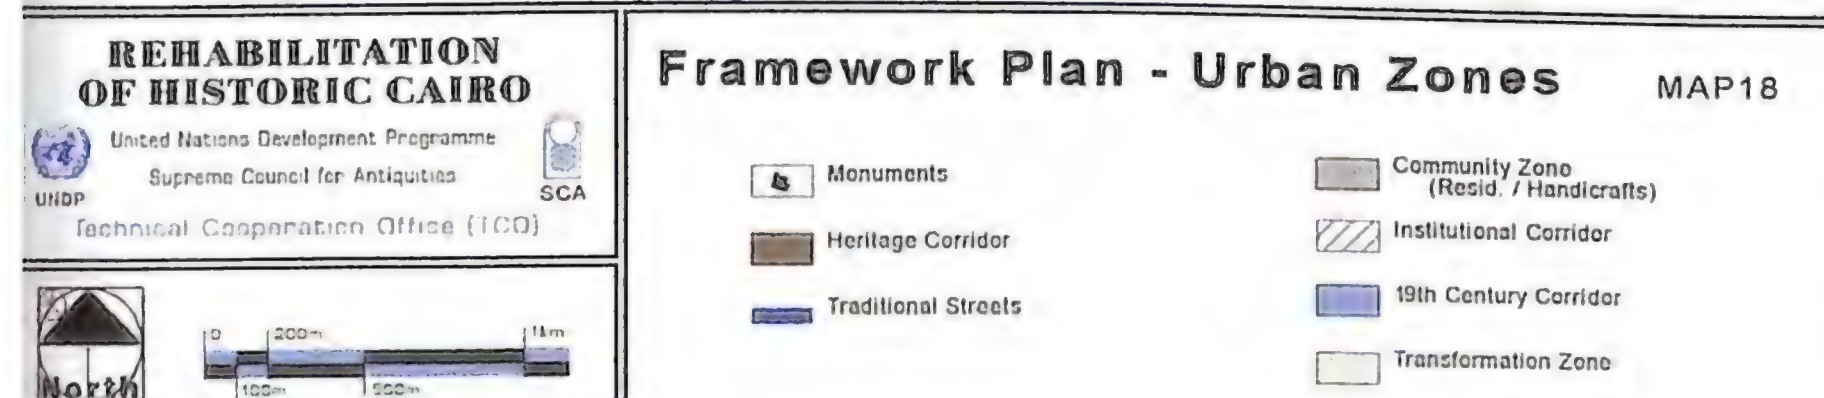 REHABILITATION
OF HISTORIC CAIRO
United Nations Development Programme
Supreme Council for Antiquities
UNDP
SCA
Technical Cooperation Office (TCO)
North
0
200m
1km
100m
500m
Framework Plan - Urban Zones
MAP18
Monuments
Heritage Corridor
Traditional Streets
Community Zone
(Resid. / Handicrafts)
Institutional Corridor
19th Century Corridor
Transformation Zone